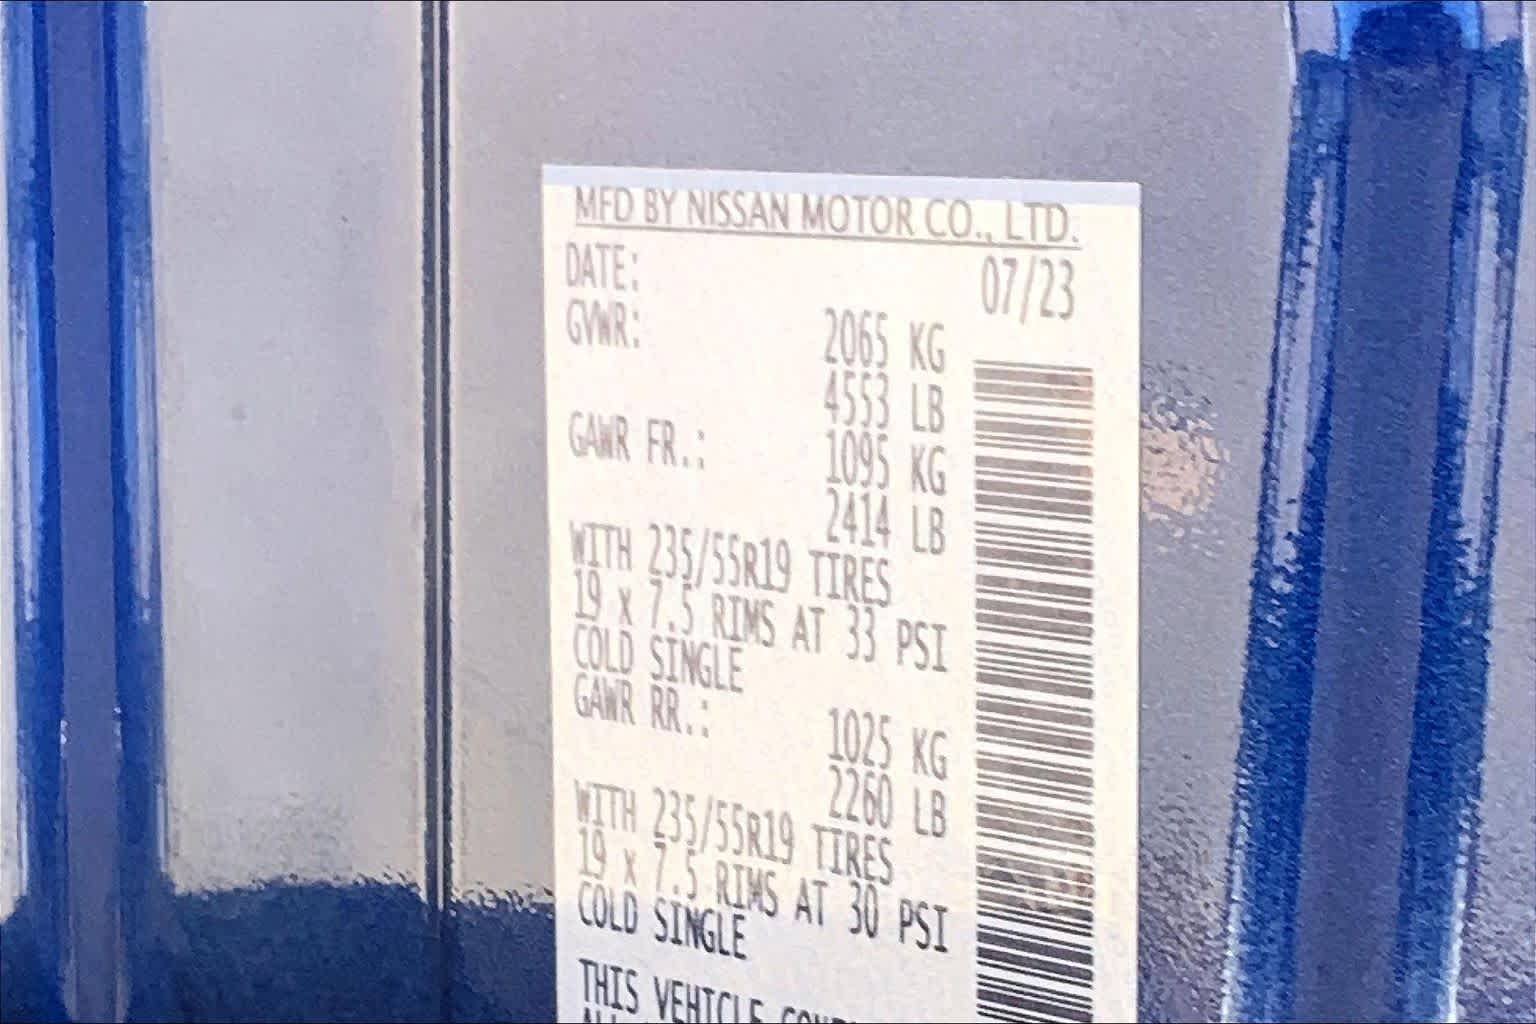 MFD BY NISSAN MOTOR CO., LTD.
DATE: 07/23
GVWR: 2065 KG
4553 LB
GAWR FR.: 1095 KG
2414 LB
WITH 235/55R19 TIRES
19 x 7.5 RIMS AT 33 PSI
COLD SINGLE
GAWR RR.: 1025 KG
2260 LB
WITH 235/55R19 TIRES
19 x 7.5 RIMS AT 30 PSI
COLD SINGLE
THIS VEHICLE